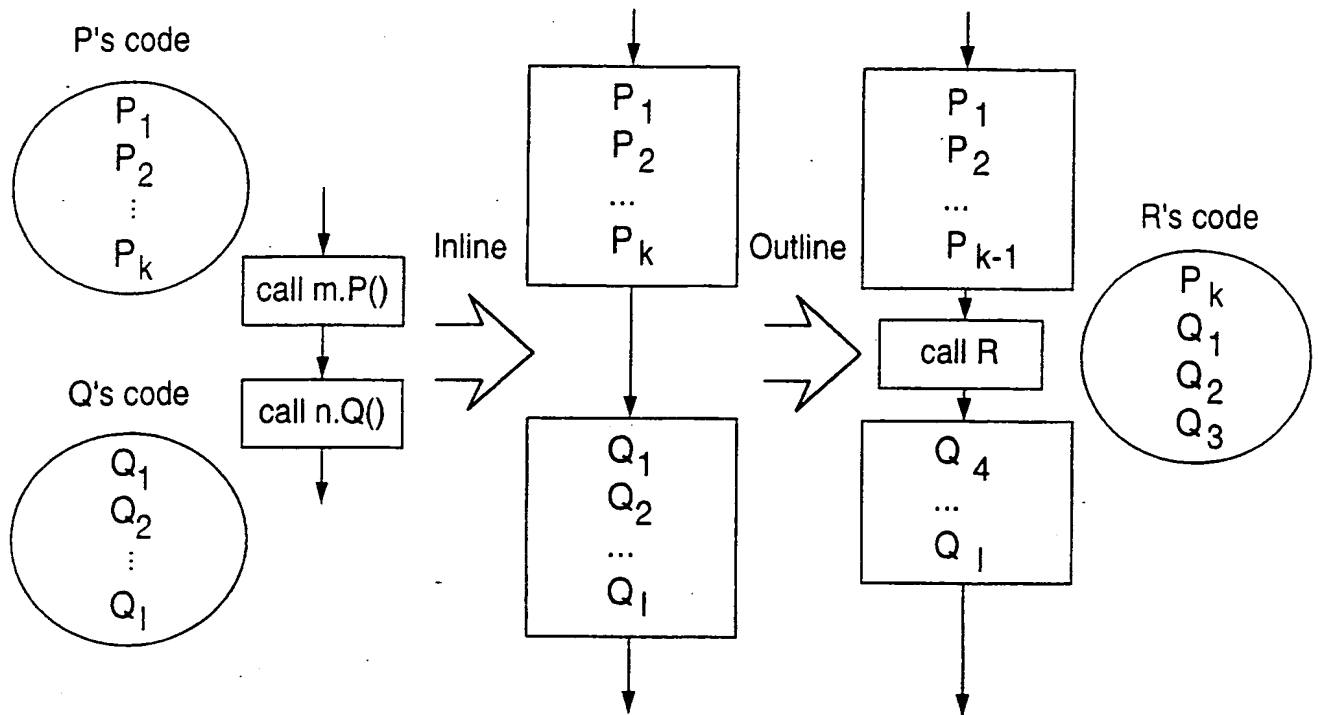 P's code
P1
P2
...
Pk
call m.P()
call n.Q()
Q's code
Q1
Q2
...
Ql
Inline
P1
P2
...
Pk
Q1
Q2
...
Ql
Outline
P1
P2
...
Pk-1
call R
Q4
...
Ql
R's code
Pk
Q1
Q2
Q3